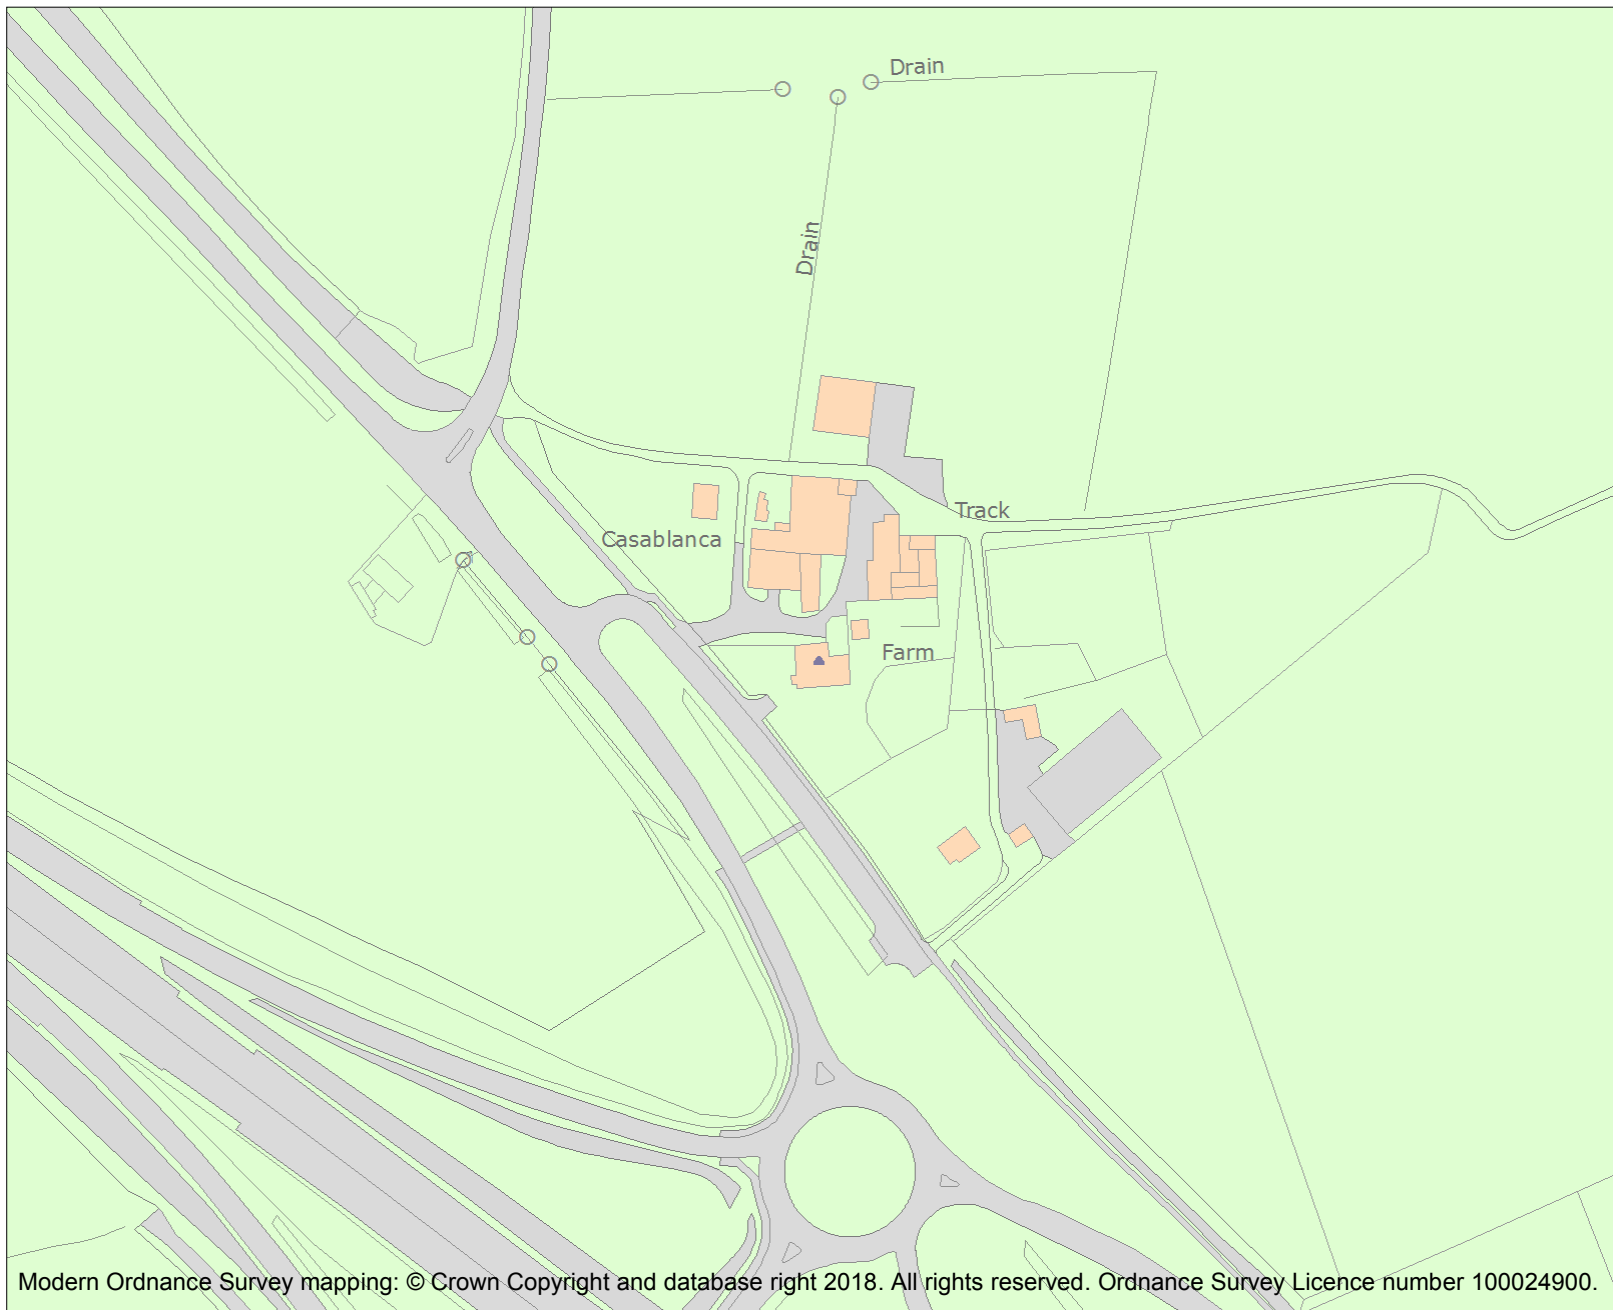 Drain
Drain
Track
Casablanca
Farm
Modern Ordnance Survey mapping: © Crown Copyright and database right 2018. All rights reserved. Ordnance Survey Licence number 100024900.